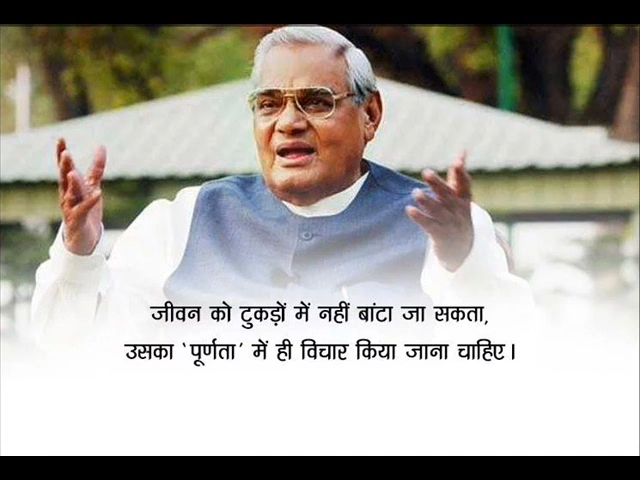 जीवन को टुकड़ों में नहीं बांटा जा सकता,
उसका ‘पूर्णता’ में ही विचार किया जाना चाहिए।